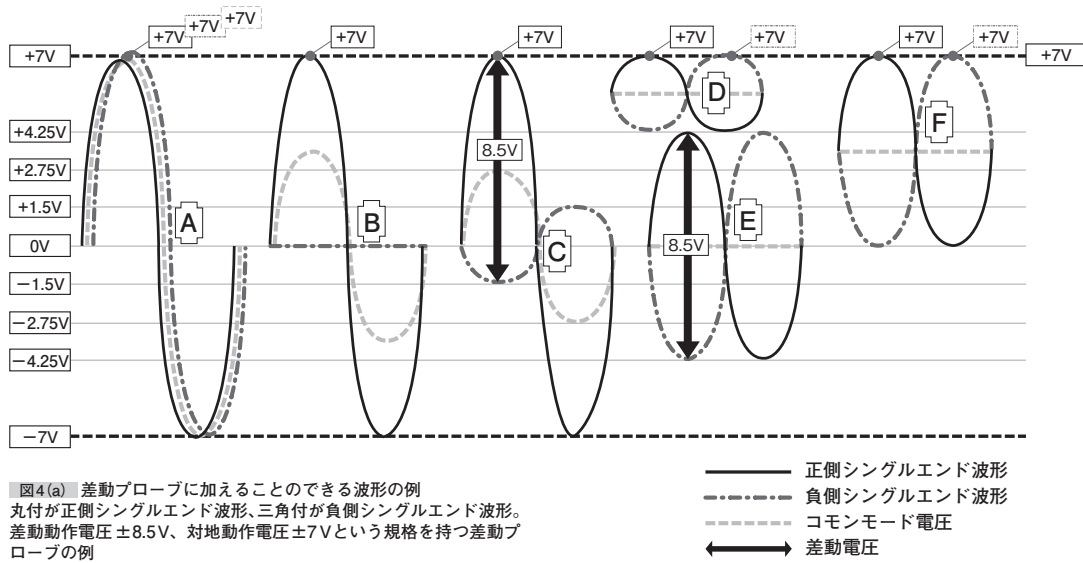 +7V
+7V
+7V
+7V
+7V
+7V
+7V
+7V
+7V
+7V
+7V
D
F
+4.25V
8.5V
+2.75V
+1.5V
A
B
C
E
0V
8.5V
−1.5V
−2.75V
−4.25V
−7V
図4(a) 差動プローブに加えることのできる波形の例
丸付が正側シングルエンド波形、三角付が負側シングルエンド波形。
差動動作電圧±8.5V、対地動作電圧±7Vという規格を持つ差動プ
ローブの例
正側シングルエンド波形
負側シングルエンド波形
コモンモード電圧
差動電圧